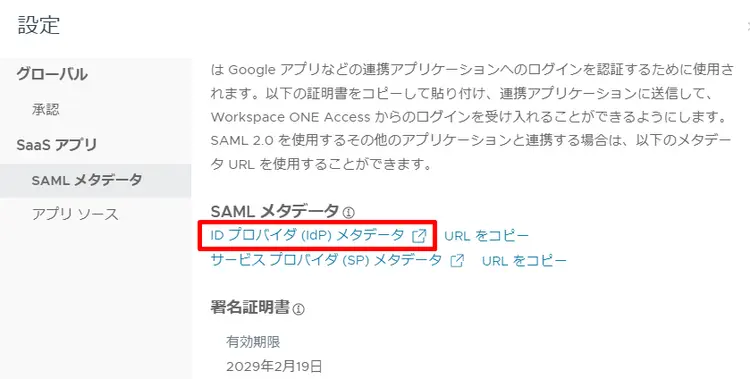 設定
グローバル
承認
SaaS アプリ
SAML メタデータ
アプリ ソース
は Google アプリなどの連携アプリケーションへのログインを認証するために使用さ
れます。以下の証明書をコピーして貼り付け、連携アプリケーションに送信して、
Workspace ONE Access からのログインを受け入れることができるようにします。
SAML 2.0 を使用するその他のアプリケーションと連携する場合は、以下のメタデー
タ URL を使用することができます。
SAML メタデータ
ID プロバイダ (IdP) メタデータ URL をコピー
サービス プロバイダ (SP) メタデータ URL をコピー
署名証明書
有効期限
2029年2月19日